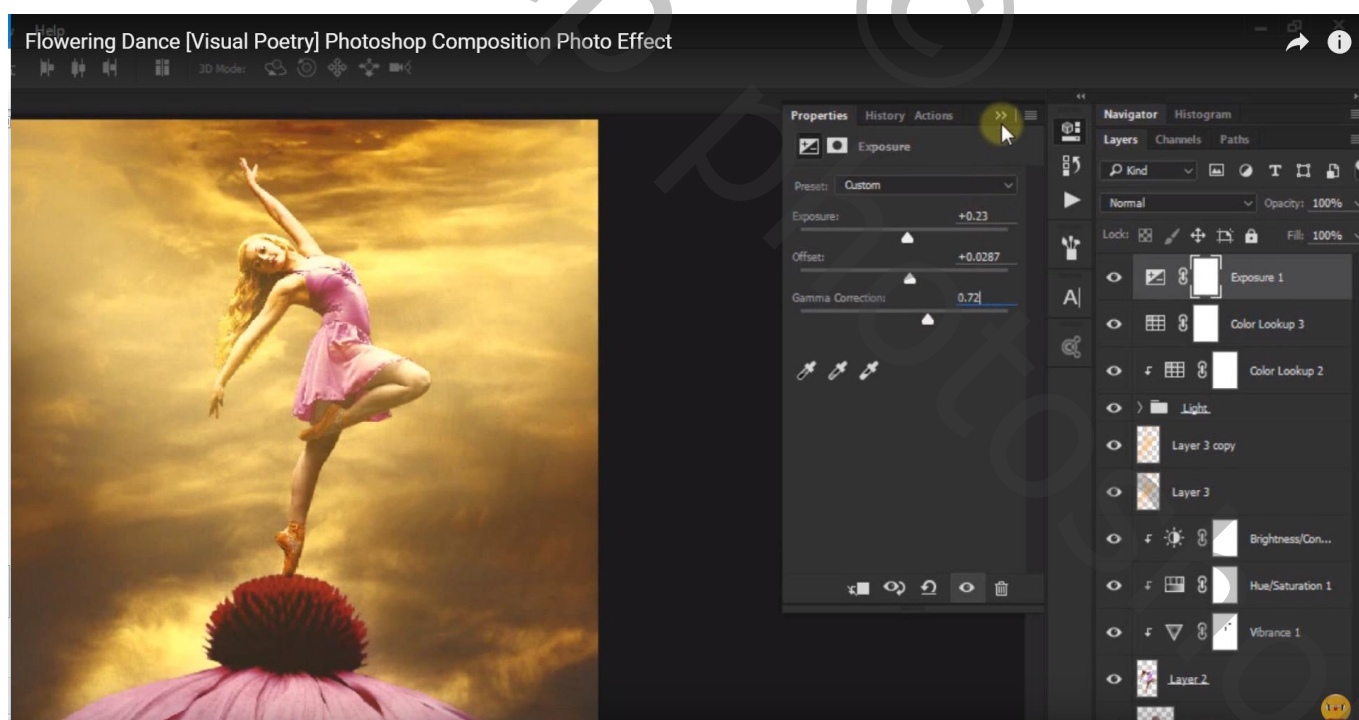 Help
Flowering Dance [Visual Poetry] Photoshop Composition Photo Effect
3D Mode:
Properties History Actions
Exposure
Preset: Custom
Exposure: +0.23
Offset: +0.0287
Gamma Correction: 0.72
Navigator Histogram
Layers Channels Paths
Kind
Normal Opacity: 100%
Lock: Fill: 100%
Exposure 1
Color Lookup 3
Color Lookup 2
Light
Layer 3 copy
Layer 3
Brightness/Con...
Hue/Saturation 1
Vibrance 1
Layer 2